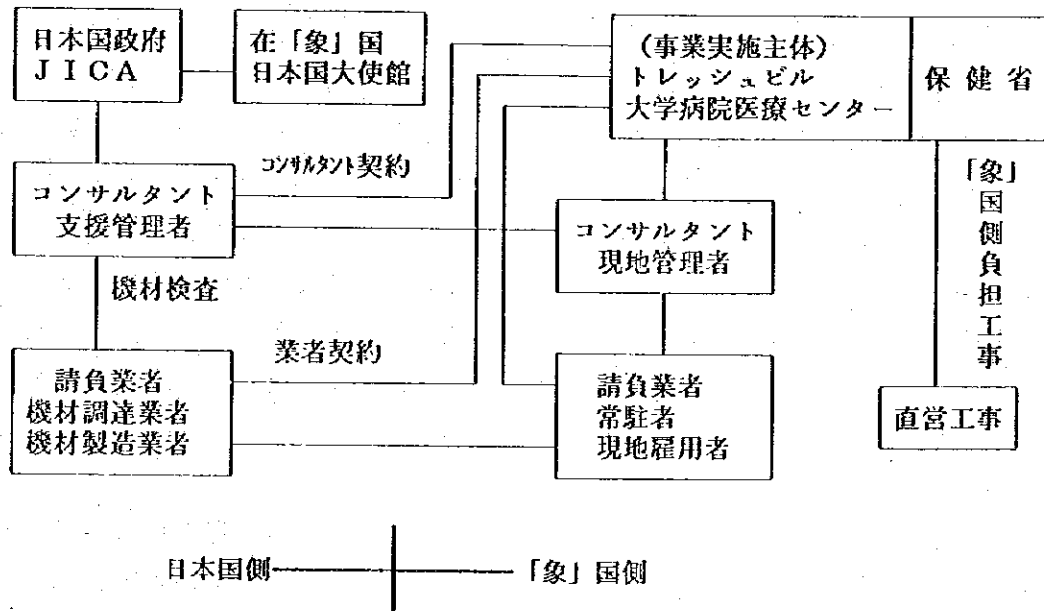 日本国政府
ＪＩＣＡ
在「象」国
日本国大使館
（事業実施主体）
トレッシュビル
大学病院医療センター
保健省
コンサルタント契約
コンサルタント
支援管理者
コンサルタント
現地管理者
「象」国側負担工事
機材検査
業者契約
請負業者
機材調達業者
機材製造業者
請負業者
常駐者
現地雇用者
直営工事
日本国側
「象」国側